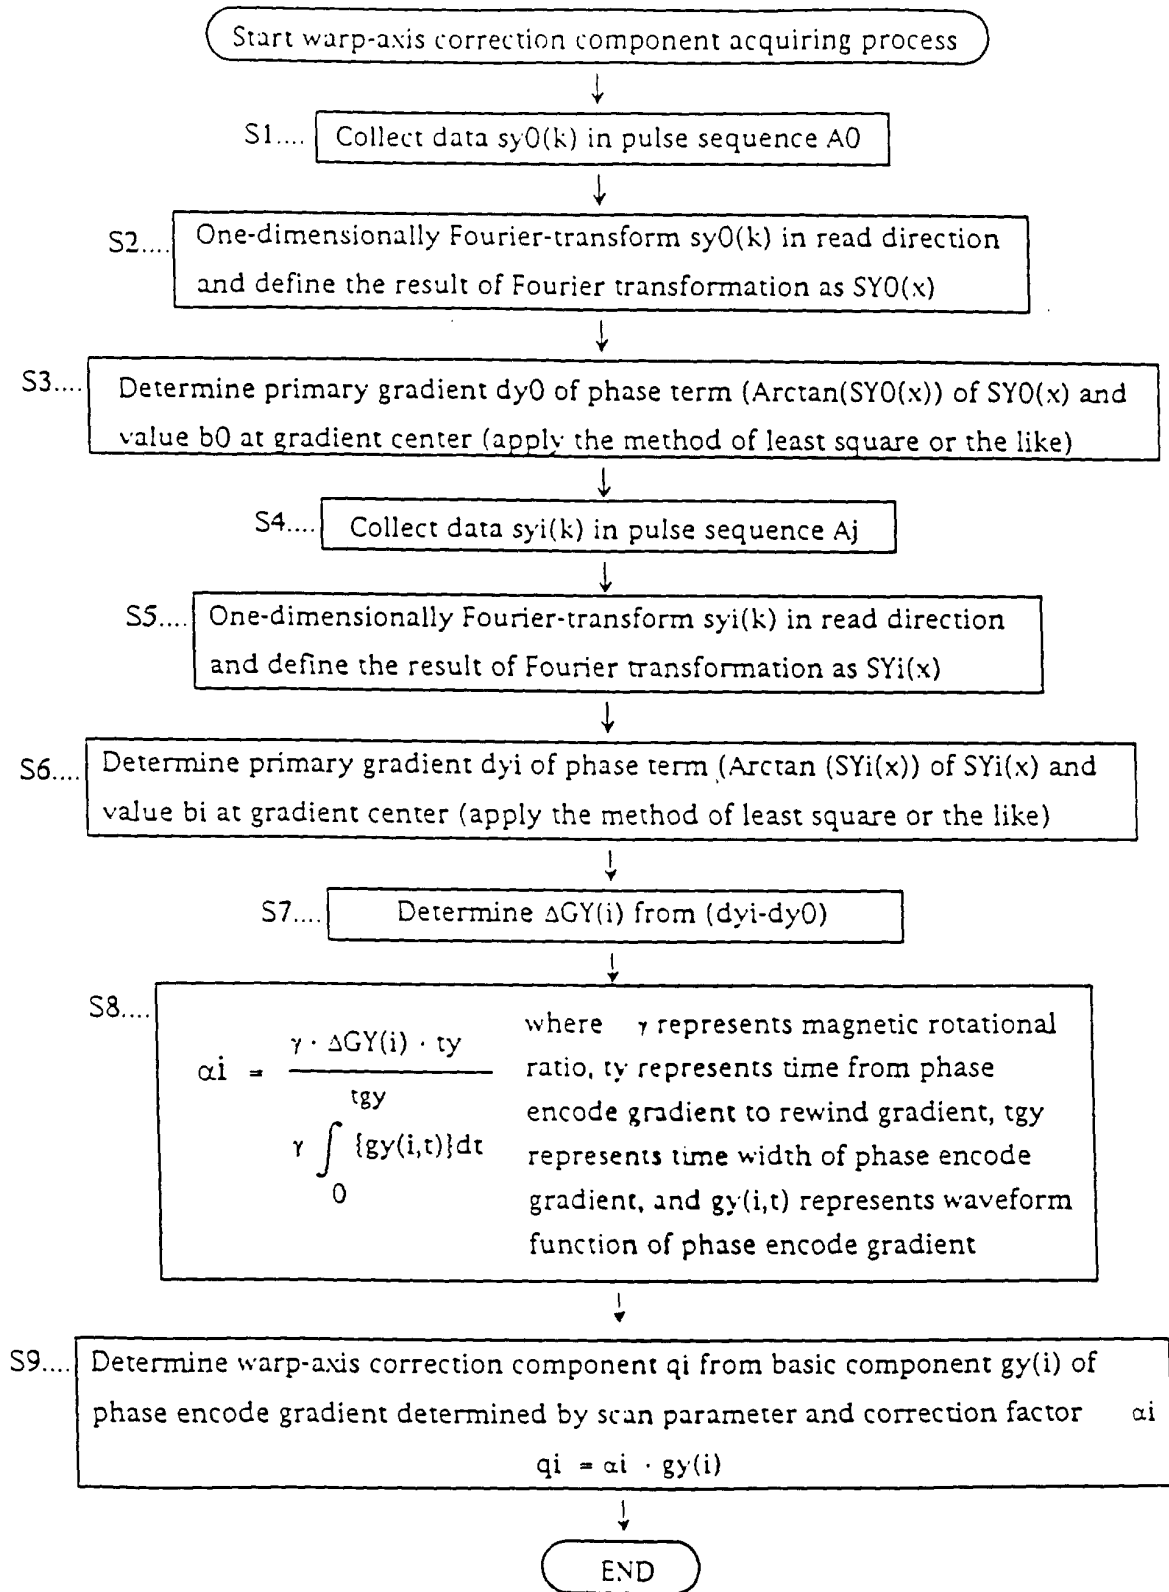 Start warp-axis correction component acquiring process
S1.... Collect data sy0(k) in pulse sequence A0
S2.... One-dimensionally Fourier-transform sy0(k) in read direction
and define the result of Fourier transformation as SY0(x)
S3.... Determine primary gradient dy0 of phase term (Arctan(SY0(x)) of SY0(x) and
value b0 at gradient center (apply the method of least square or the like)
S4.... Collect data syi(k) in pulse sequence Aj
S5.... One-dimensionally Fourier-transform syi(k) in read direction
and define the result of Fourier transformation as SYi(x)
S6.... Determine primary gradient dyi of phase term (Arctan (SYi(x)) of SYi(x) and
value bi at gradient center (apply the method of least square or the like)
S7.... Determine ΔGY(i) from (dyi-dy0)
S8....
αi =
γ · ΔGY(i) · ty
tgy
γ ∫ {gy(i,t)}dt
0
where γ represents magnetic rotational
ratio, ty represents time from phase
encode gradient to rewind gradient, tgy
represents time width of phase encode
gradient, and gy(i,t) represents waveform
function of phase encode gradient
S9.... Determine warp-axis correction component qi from basic component gy(i) of
phase encode gradient determined by scan parameter and correction factor αi
qi = αi · gy(i)
END